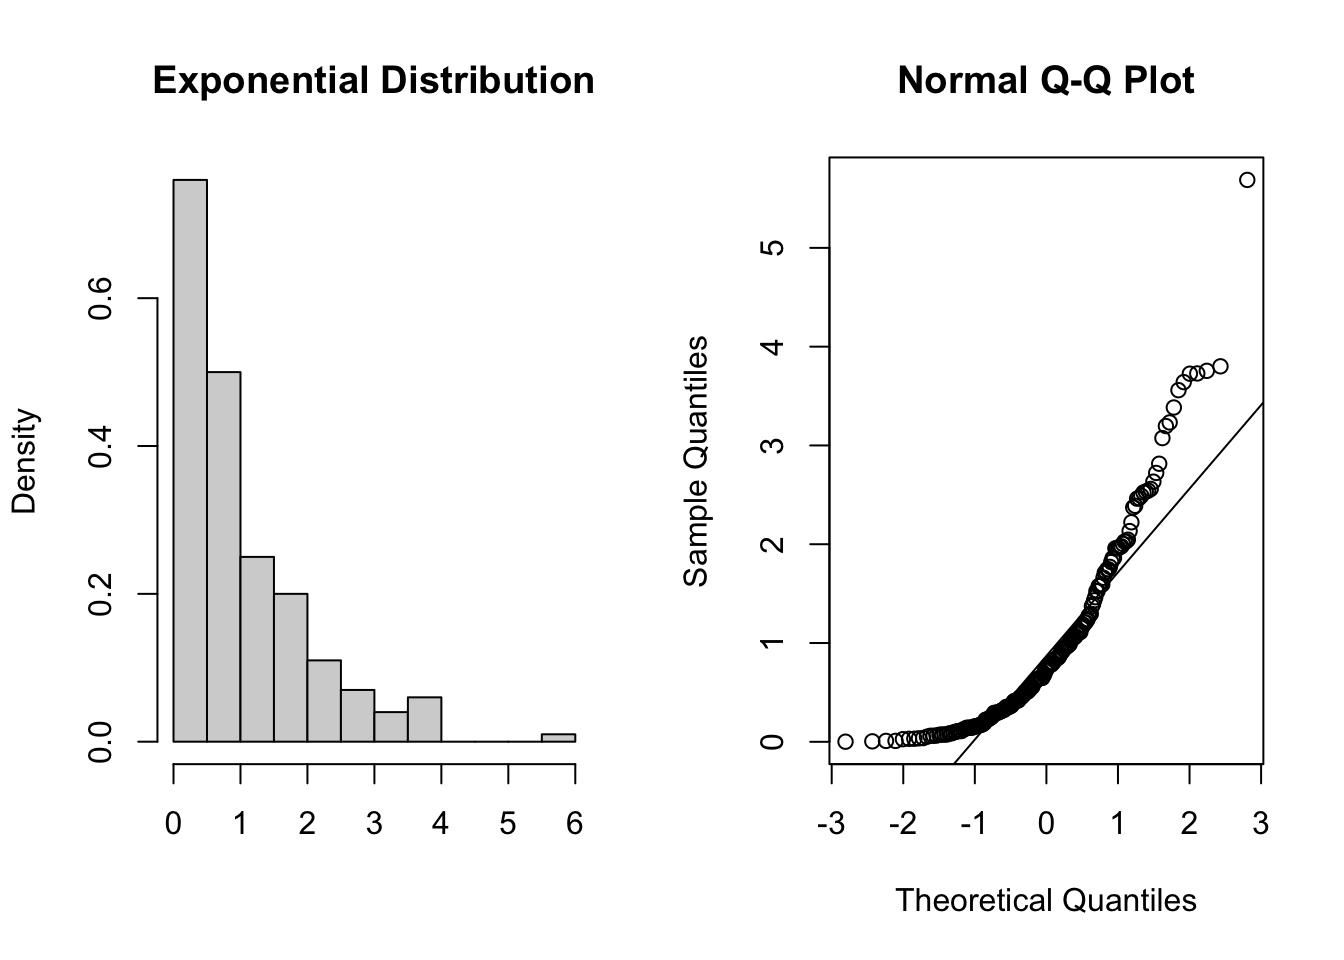 Exponential Distribution
Density
0.0 0.2 0.4 0.6
0 1 2 3 4 5 6
Normal Q-Q Plot
Sample Quantiles
0 1 2 3 4 5
-3 -2 -1 0 1 2 3
Theoretical Quantiles